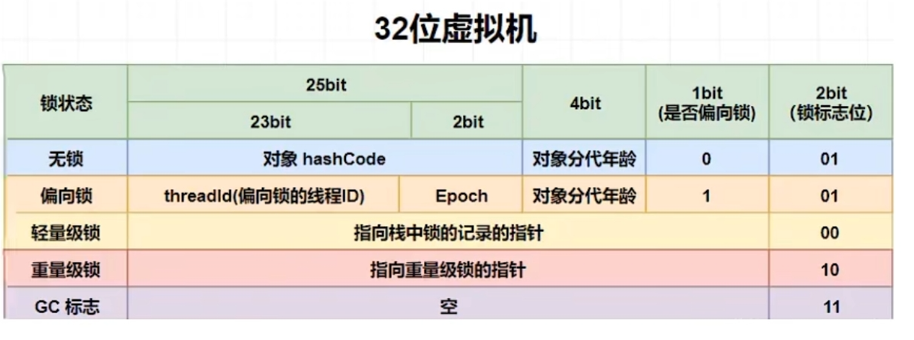 32位虚拟机
锁状态 25bit 4bit 1bit 2bit
(是否偏向锁) (锁标志位)
23bit 2bit
无锁 对象 hashCode 对象分代年龄 0 01
偏向锁 threadId(偏向锁的线程ID) Epoch 对象分代年龄 1 01
轻量级锁 指向栈中锁的记录的指针 00
重量级锁 指向重量级锁的指针 10
GC 标志 空 11